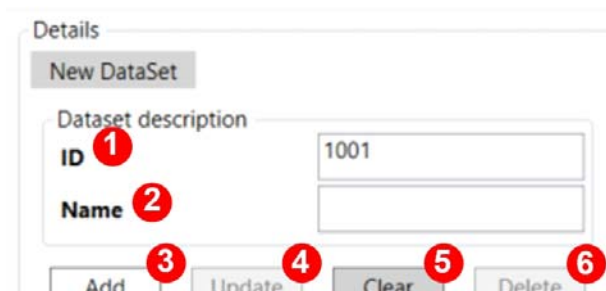 Details
New DataSet
Dataset description
ID 1 1001
Name 2
3 4 5 6
Add Update Clear Delete